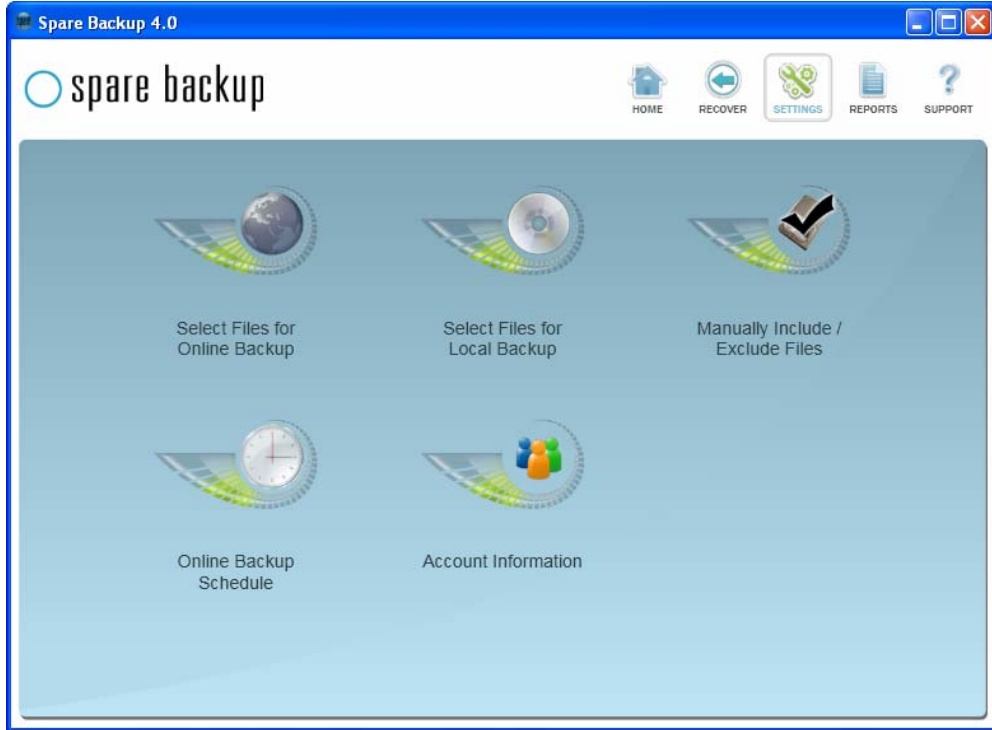 Spare Backup 4.0
spare backup
HOME
RECOVER
SETTINGS
REPORTS
SUPPORT
Select Files for
Online Backup
Select Files for
Local Backup
Manually Include /
Exclude Files
Online Backup
Schedule
Account Information